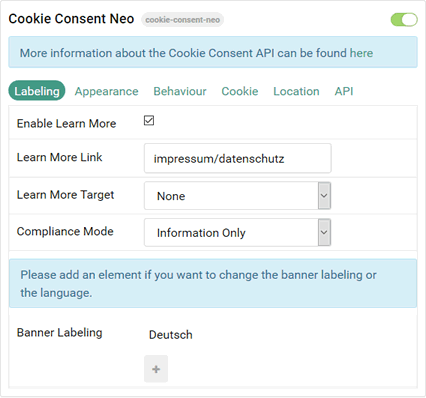 Cookie Consent Neo cookie-consent-neo
More information about the Cookie Consent API can be found here
Labeling Appearance Behaviour Cookie Location API
Enable Learn More
Learn More Link impressum/datenschutz
Learn More Target None
Compliance Mode Information Only
Please add an element if you want to change the banner labeling or
the language.
Banner Labeling Deutsch
+